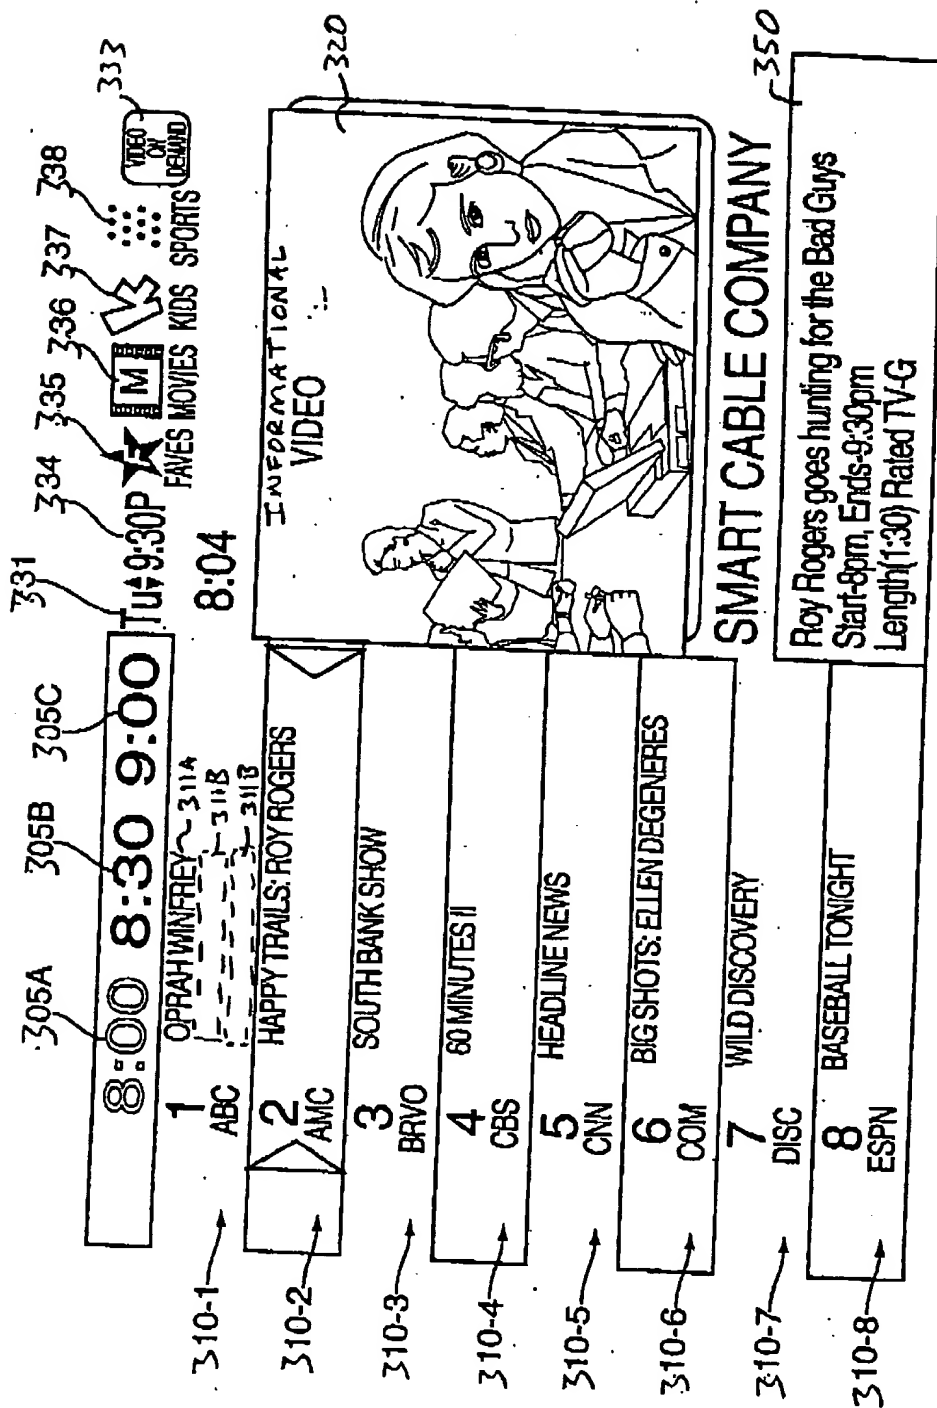 305A 305B 305C 331 334 335 336 337 738 333
8:00 8:30 9:00 Tu 9:30P F M K VIDEO ON DEMAND
FAVES MOVIES KIDS SPORTS
8:04
310-1 1 ABC OPRAH WINFREY 311A
311B
311B
310-2 2 AMC HAPPY TRAILS: ROY ROGERS
310-3 3 BRVO SOUTH BANK SHOW
310-4 4 CBS 60 MINUTES II
310-5 5 CNN HEADLINE NEWS
310-6 6 COM BIG SHOTS: ELLEN DEGENERES
310-7 7 DISC WILD DISCOVERY
310-8 8 ESPN BASEBALL TONIGHT
320
INFORMATIONAL
VIDEO
SMART CABLE COMPANY
350
Roy Rogers goes hunting for the Bad Guys
Start-8pm, Ends-9:30pm
Length(1:30) Rated TV-G